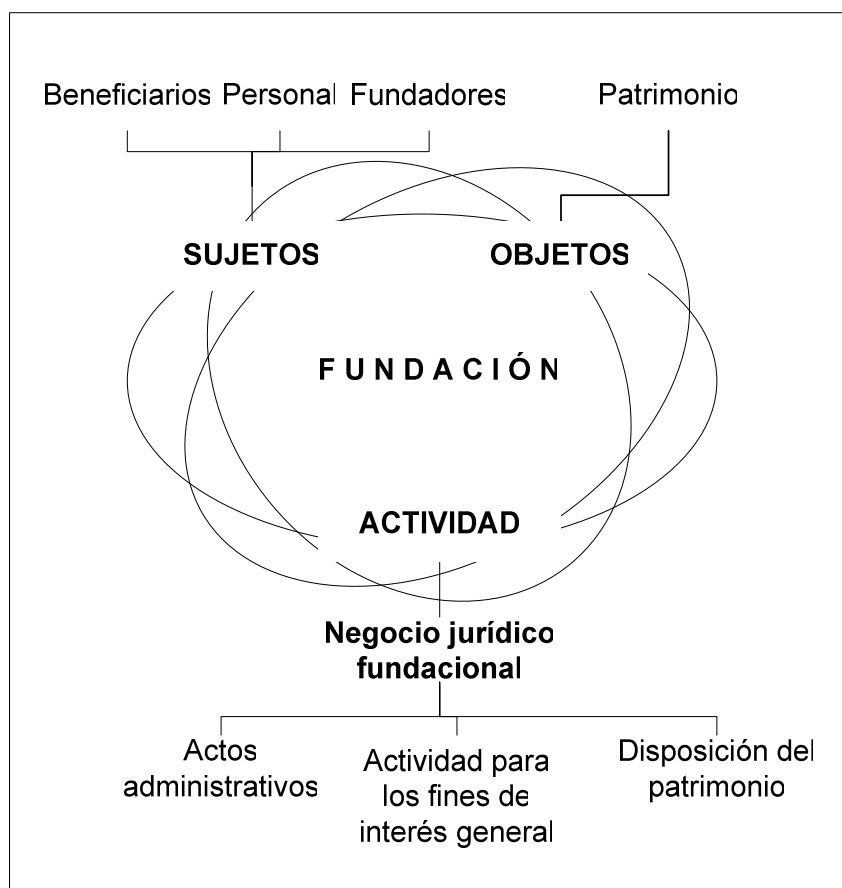 Beneficiarios Personal Fundadores Patrimonio
SUJETOS OBJETOS
F U N D A C I Ó N
ACTIVIDAD
Negocio jurídico
fundacional
Actos
administrativos
Actividad para
los fines de
interés general
Disposición del
patrimonio